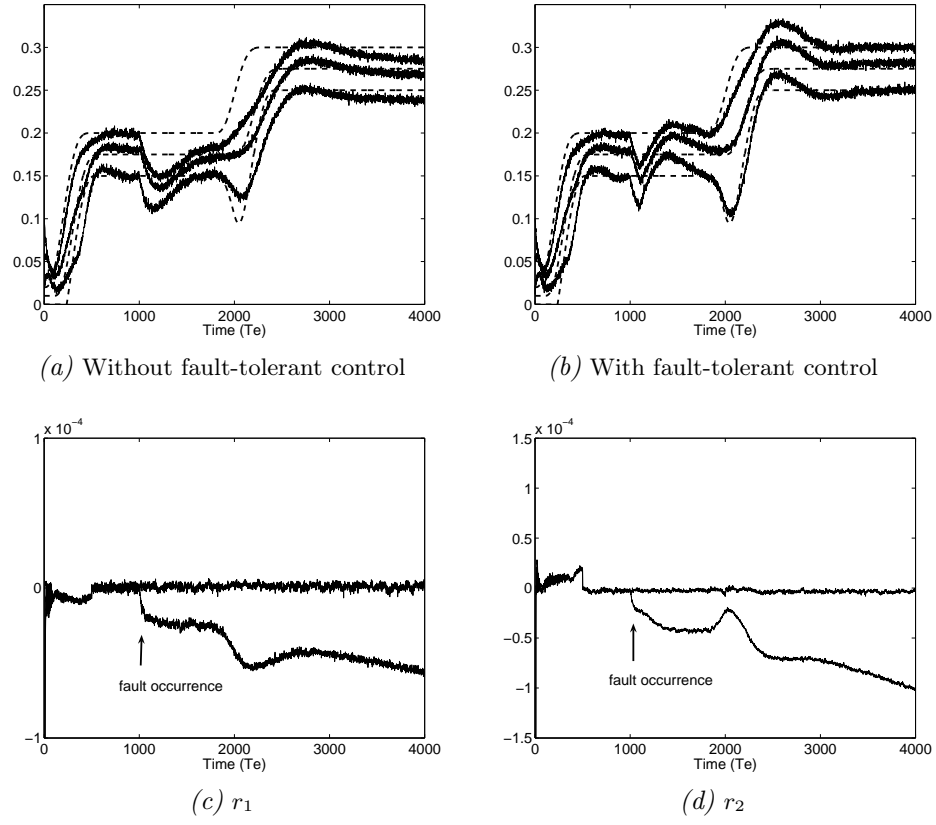 0.3
0.25
0.2
0.15
0.1
0.05
0
0 1000 2000 3000 4000
Time (Te)
(a) Without fault-tolerant control
0.3
0.25
0.2
0.15
0.1
0.05
0
0 1000 2000 3000 4000
Time (Te)
(b) With fault-tolerant control
x 10⁻⁴
1
0
−1
fault occurrence
0 1000 2000 3000 4000
Time (Te)
(c) r₁
x 10⁻⁴
1.5
1
0.5
0
−0.5
−1
−1.5
fault occurrence
0 1000 2000 3000 4000
Time (Te)
(d) r₂